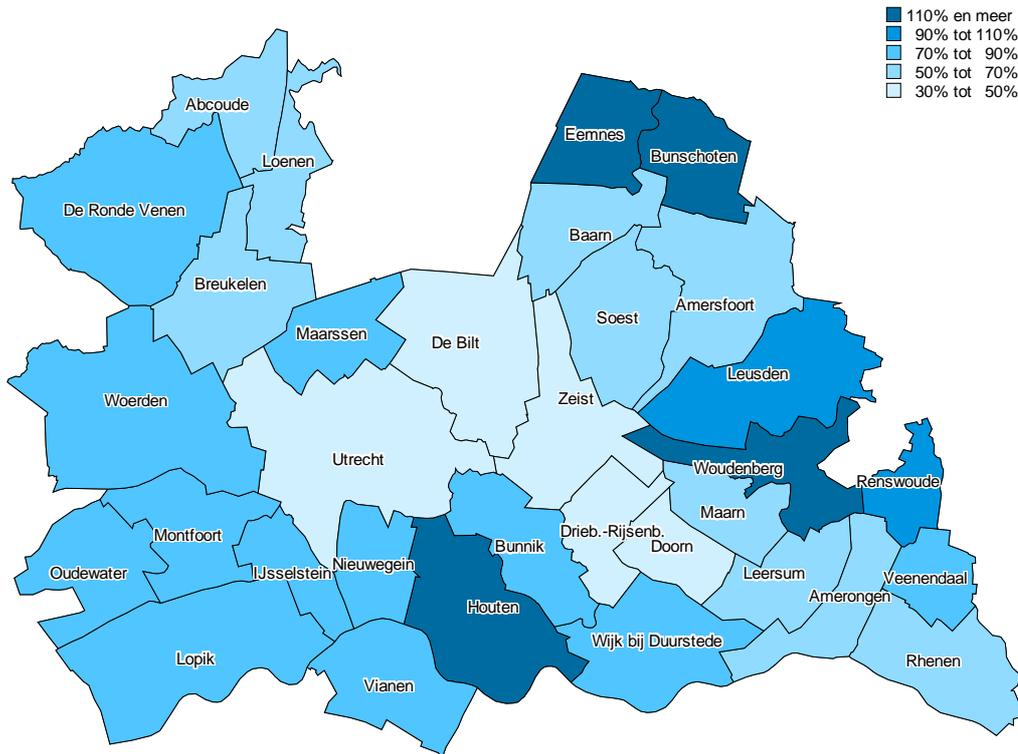 110% en meer
90% tot 110%
70% tot 90%
50% tot 70%
30% tot 50%
Abcoude
Eemnes
Bunschoten
Loenen
De Ronde Venen
Baarn
Breukelen
Amersfoort
Soest
Maarssen
De Bilt
Leusden
Zeist
Woerden
Utrecht
Woudenberg
Renswoude
Maarn
Drieb.-Rijsenb.
Montfoort
Bunnik
Doorn
Nieuwegein
Oudewater
IJsselstein
Leersum
Veenendaal
Amerongen
Houten
Wijk bij Duurstede
Lopik
Rhenen
Vianen